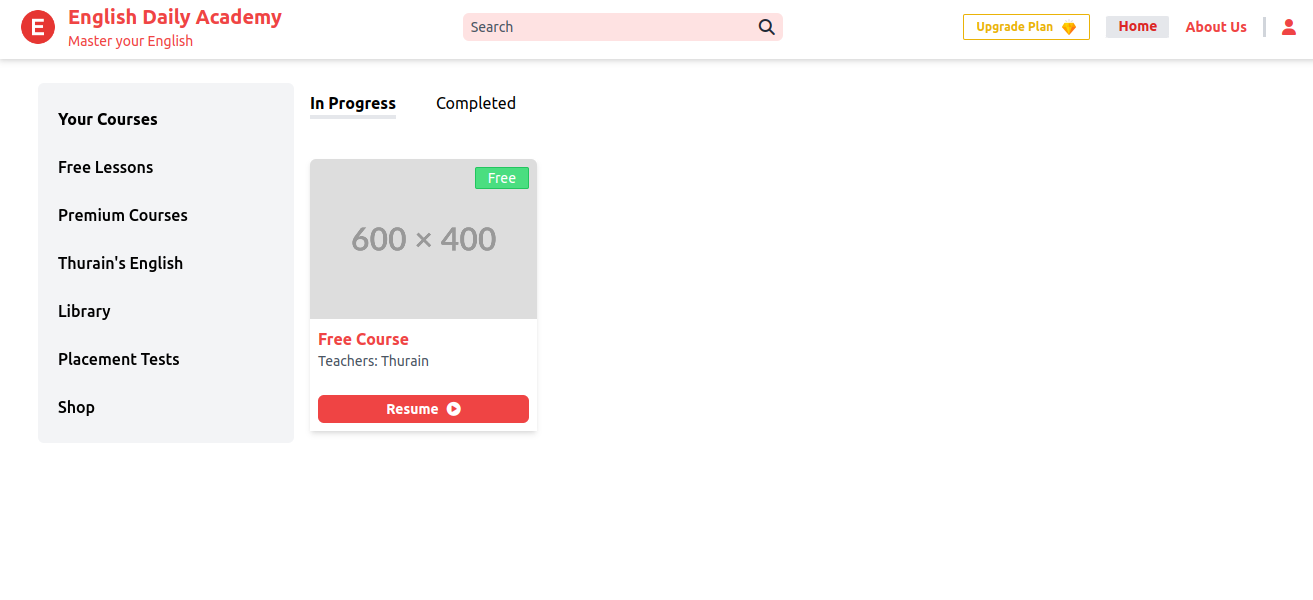 E
English Daily Academy
Master your English
Search
Upgrade Plan
Home
About Us
Your Courses
Free Lessons
Premium Courses
Thurain's English
Library
Placement Tests
Shop
In Progress
Completed
Free
600 × 400
Free Course
Teachers: Thurain
Resume